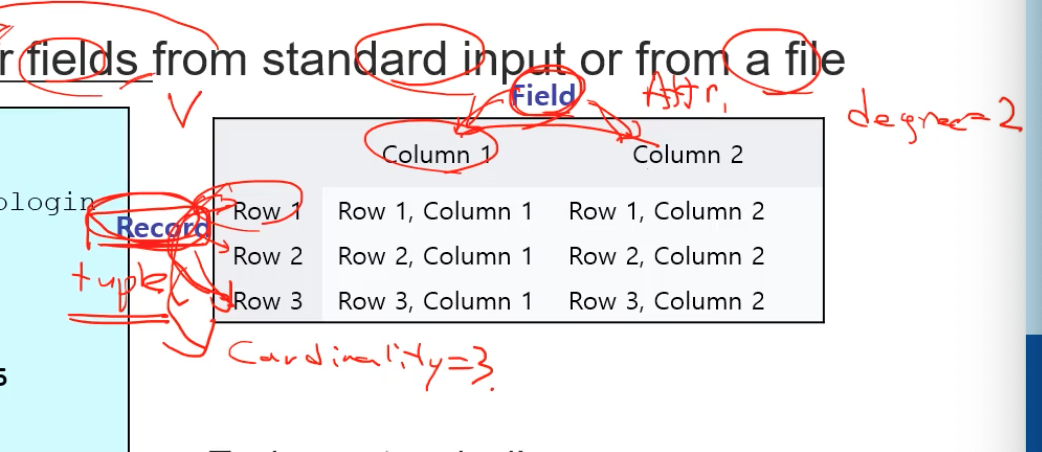 r fields from standard input or from a file
Field
Attr.
degree=2
Column 1 Column 2
ologin
Record
Row 1 Row 1, Column 1 Row 1, Column 2
Row 2 Row 2, Column 1 Row 2, Column 2
tuple
Row 3 Row 3, Column 1 Row 3, Column 2
Cardinality=3.
5